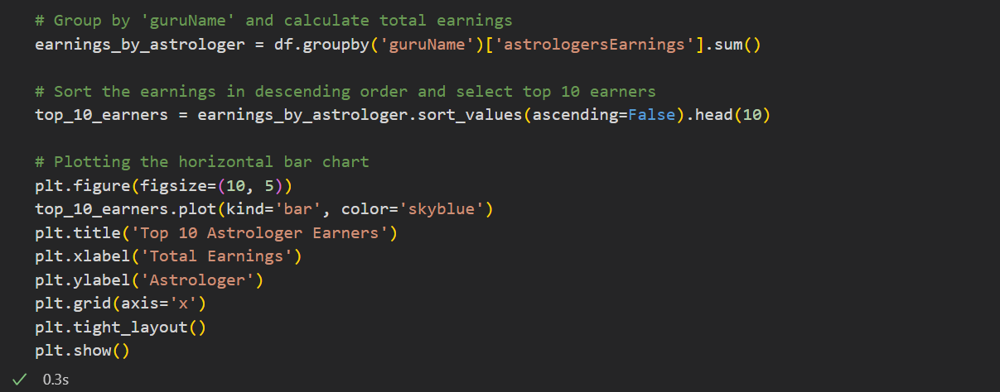 # Group by 'guruName' and calculate total earnings
earnings_by_astrologer = df.groupby('guruName')['astrologersEarnings'].sum()
# Sort the earnings in descending order and select top 10 earners
top_10_earners = earnings_by_astrologer.sort_values(ascending=False).head(10)
# Plotting the horizontal bar chart
plt.figure(figsize=(10, 5))
top_10_earners.plot(kind='bar', color='skyblue')
plt.title('Top 10 Astrologer Earners')
plt.xlabel('Total Earnings')
plt.ylabel('Astrologer')
plt.grid(axis='x')
plt.tight_layout()
plt.show()
0.3s